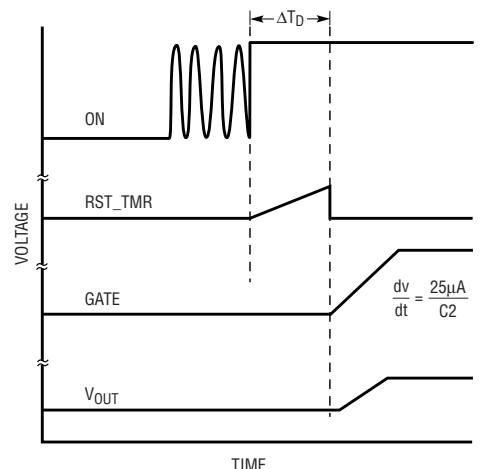 ΔT_D
ON
RST_TMR
VOLTAGE
GATE
dv/dt = 25µA/C2
V_OUT
TIME